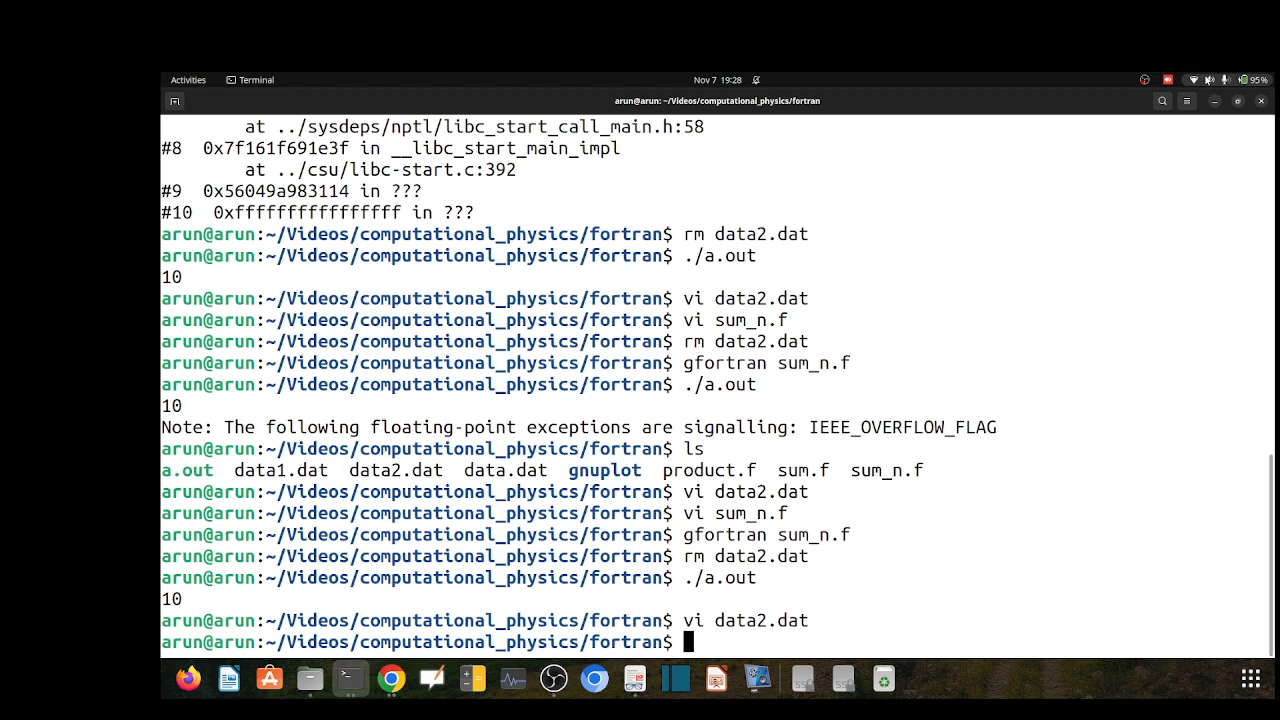 Activities Terminal Nov 7 19:28 95%
arun@arun: ~/Videos/computational_physics/fortran
at ../sysdeps/nptl/libc_start_call_main.h:58
#8 0x7f161f691e3f in __libc_start_main_impl
at ../csu/libc-start.c:392
#9 0x56049a983114 in ???
#10 0xffffffffffffffff in ???
arun@arun:~/Videos/computational_physics/fortran$ rm data2.dat
arun@arun:~/Videos/computational_physics/fortran$ ./a.out
10
arun@arun:~/Videos/computational_physics/fortran$ vi data2.dat
arun@arun:~/Videos/computational_physics/fortran$ vi sum_n.f
arun@arun:~/Videos/computational_physics/fortran$ rm data2.dat
arun@arun:~/Videos/computational_physics/fortran$ gfortran sum_n.f
arun@arun:~/Videos/computational_physics/fortran$ ./a.out
10
Note: The following floating-point exceptions are signalling: IEEE_OVERFLOW_FLAG
arun@arun:~/Videos/computational_physics/fortran$ ls
a.out data1.dat data2.dat data.dat gnuplot product.f sum.f sum_n.f
arun@arun:~/Videos/computational_physics/fortran$ vi data2.dat
arun@arun:~/Videos/computational_physics/fortran$ vi sum_n.f
arun@arun:~/Videos/computational_physics/fortran$ gfortran sum_n.f
arun@arun:~/Videos/computational_physics/fortran$ rm data2.dat
arun@arun:~/Videos/computational_physics/fortran$ ./a.out
10
arun@arun:~/Videos/computational_physics/fortran$ vi data2.dat
arun@arun:~/Videos/computational_physics/fortran$